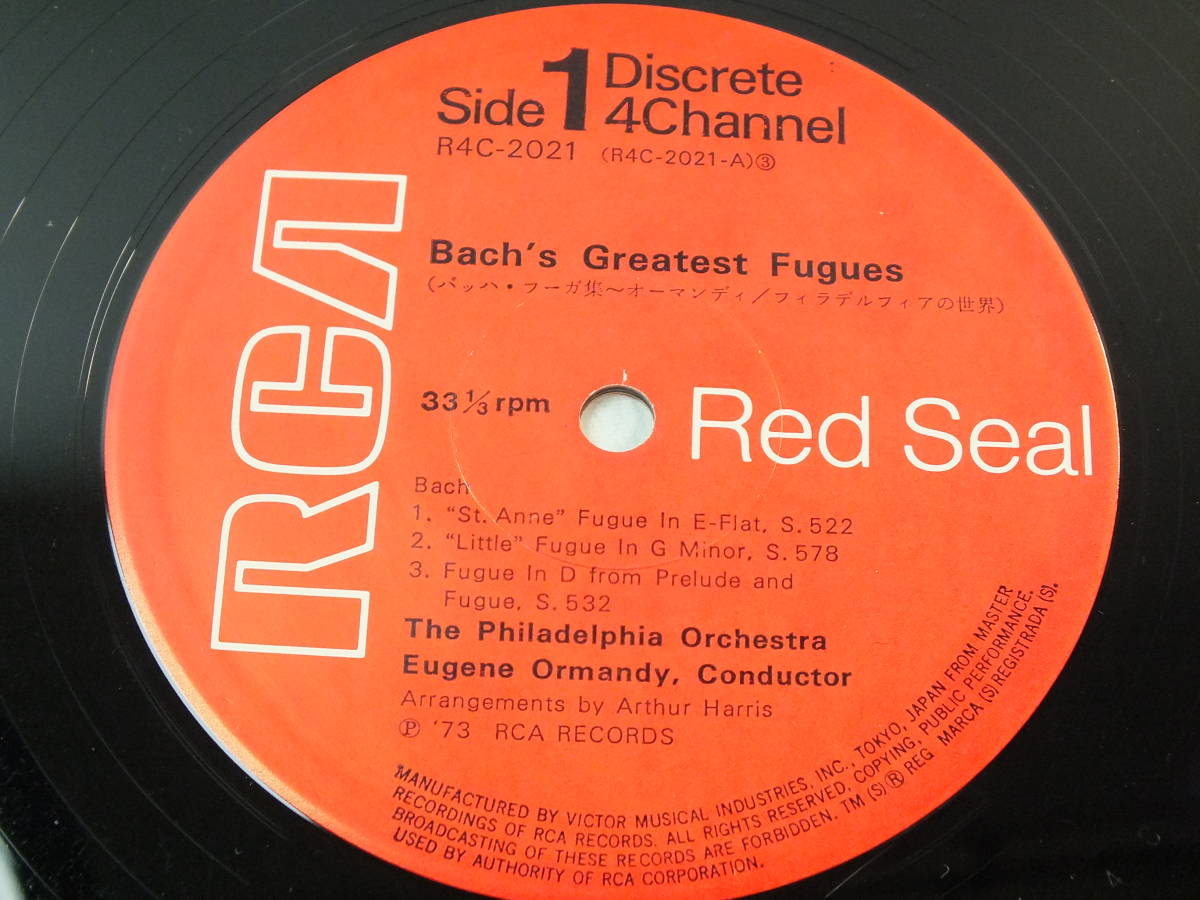 Side 1 Discrete
4Channel
R4C-2021 (R4C-2021-A)③
RCA
Bach's Greatest Fugues
(バッハ・フーガ集〜オーマンディ/フィラデルフィアの世界)
33 1/3 rpm
Red Seal
Bach
1. "St. Anne" Fugue In E-Flat, S.522
2. "Little" Fugue In G Minor, S.578
3. Fugue In D from Prelude and
Fugue, S.532
The Philadelphia Orchestra
Eugene Ormandy, Conductor
Arrangements by Arthur Harris
Ⓟ '73 RCA RECORDS
MANUFACTURED BY VICTOR MUSICAL INDUSTRIES, INC., TOKYO, JAPAN FROM MASTER
RECORDINGS OF RCA RECORDS. ALL RIGHTS RESERVED, COPYING, PUBLIC PERFORMANCE,
BROADCASTING OF THESE RECORDS ARE FORBIDDEN. TM (S) ® REG MARCA (S) REGISTRADA (S).
USED BY AUTHORITY OF RCA CORPORATION.